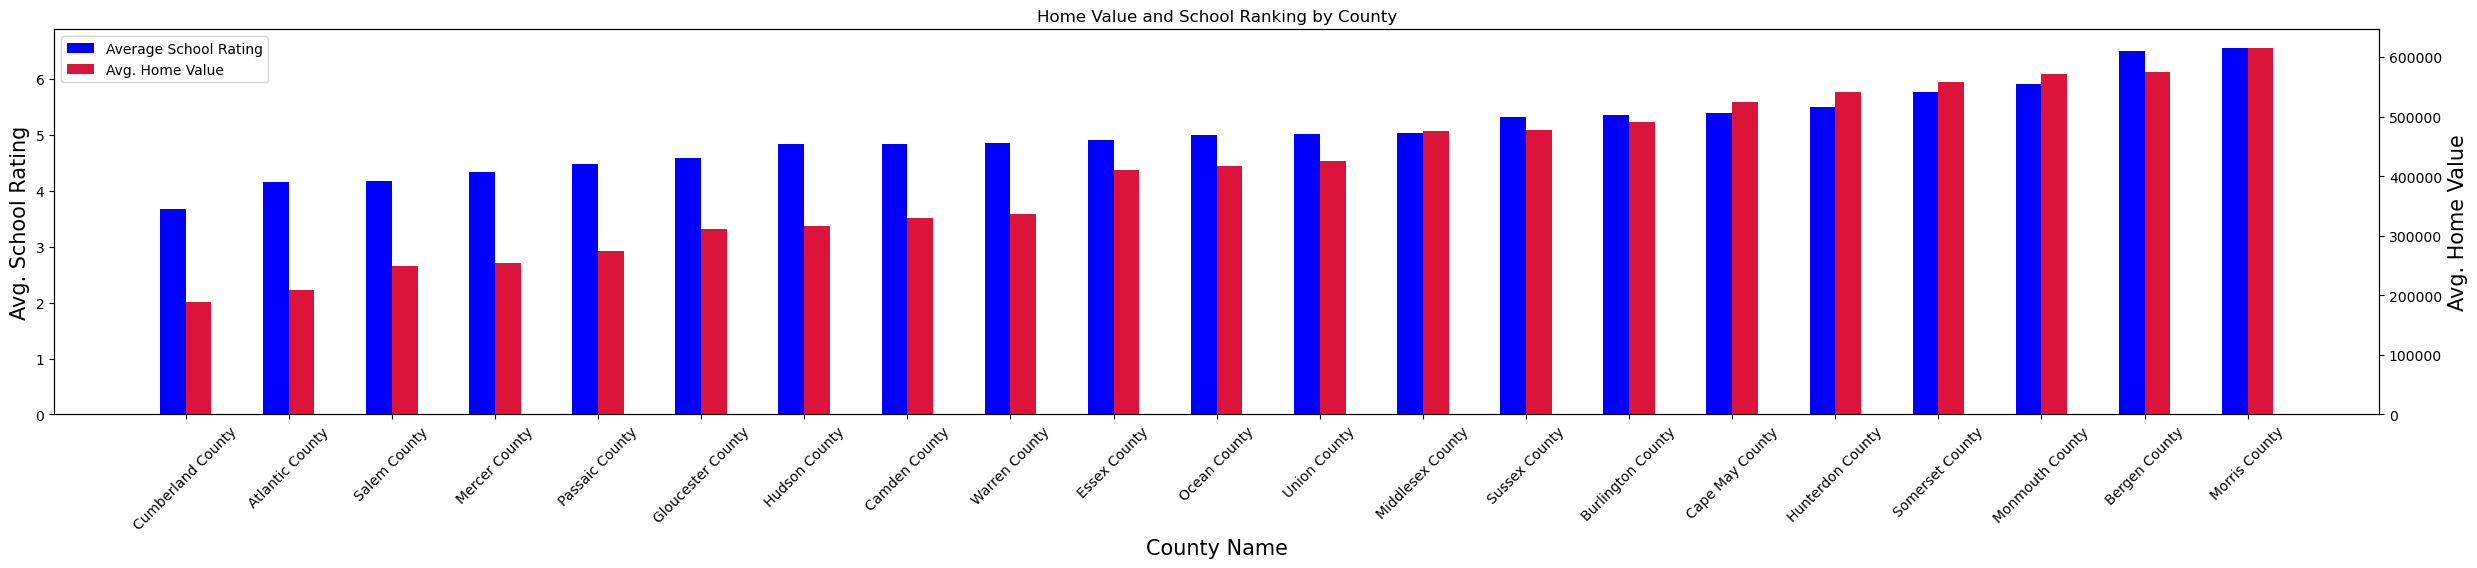 Home Value and School Ranking by County
Average School Rating
Avg. Home Value
Avg. School Rating
6
5
4
3
2
1
0
600000
500000
400000
300000
200000
100000
0
Avg. Home Value
Cumberland County
Atlantic County
Salem County
Mercer County
Passaic County
Gloucester County
Hudson County
Camden County
Warren County
Essex County
Ocean County
Union County
Middlesex County
Sussex County
Burlington County
Cape May County
Hunterdon County
Somerset County
Monmouth County
Bergen County
Morris County
County Name